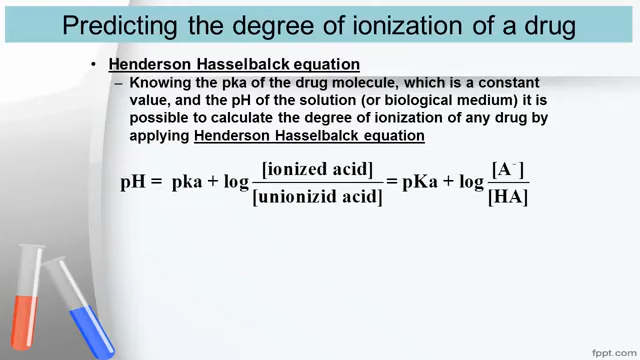 Predicting the degree of ionization of a drug
• Henderson Hasselbalck equation
– Knowing the pka of the drug molecule, which is a constant
value, and the pH of the solution (or biological medium) it is
possible to calculate the degree of ionization of any drug by
applying Henderson Hasselbalck equation
pH = pka + log [ionized acid] / [unionizid acid] = pKa + log [A⁻] / [HA]
fppt.com